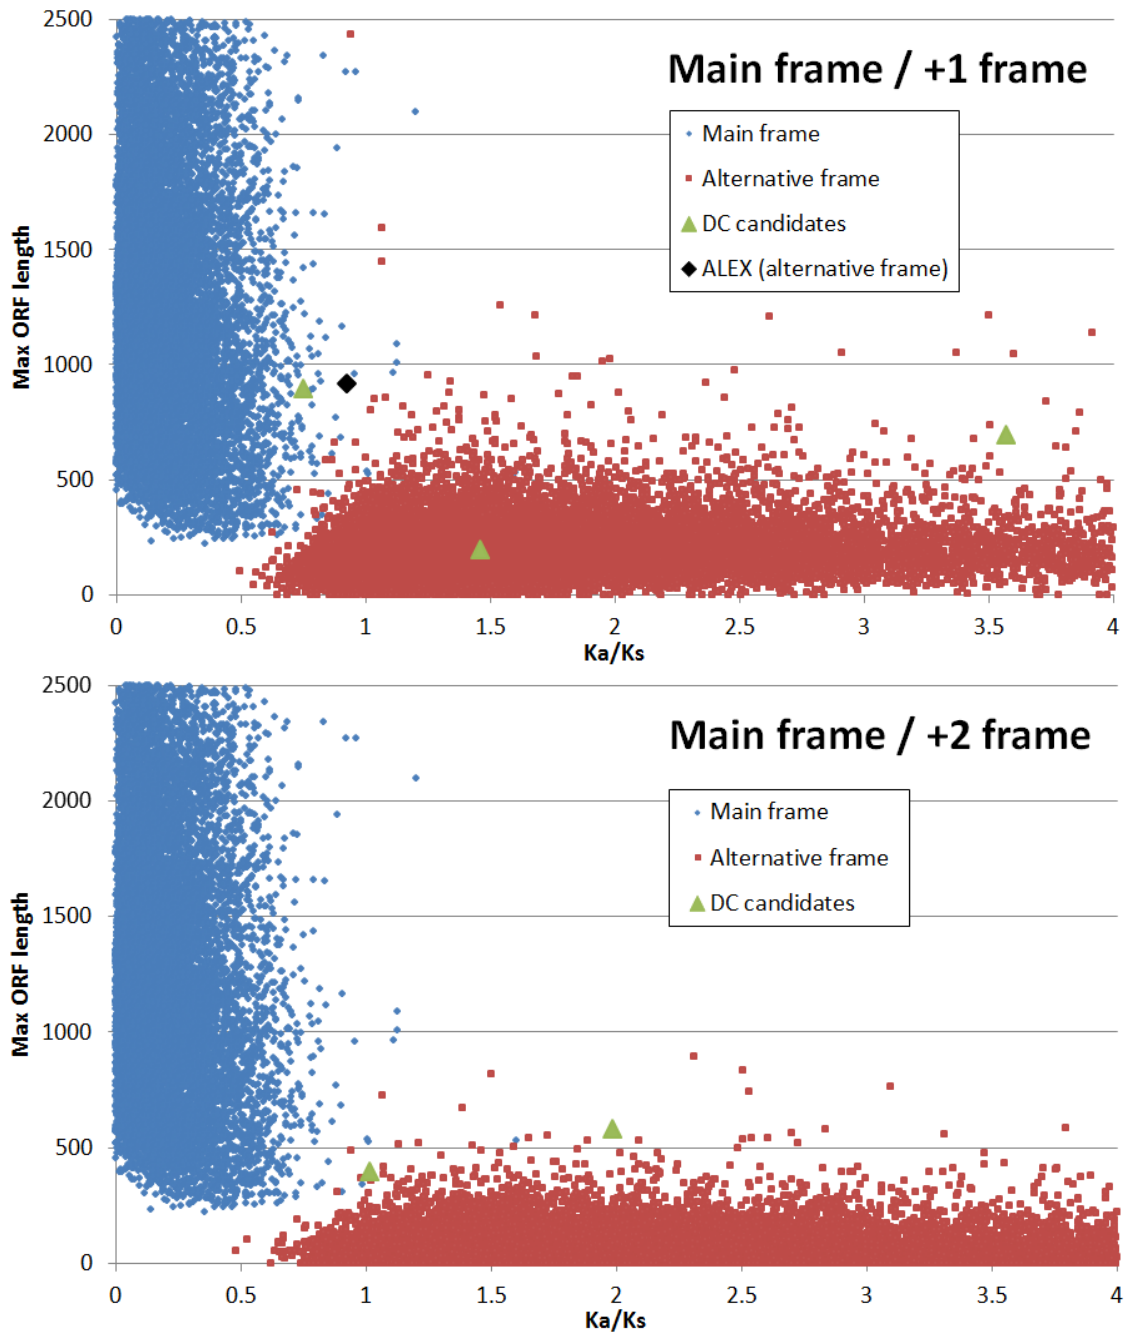 Main frame / +1 frame
Main frame
Alternative frame
DC candidates
ALEX (alternative frame)
Max ORF length
2500
2000
1500
1000
500
0
0 0.5 1 1.5 2 2.5 3 3.5 4
Ka/Ks
Main frame / +2 frame
Main frame
Alternative frame
DC candidates
Max ORF length
2500
2000
1500
1000
500
0
0 0.5 1 1.5 2 2.5 3 3.5 4
Ka/Ks